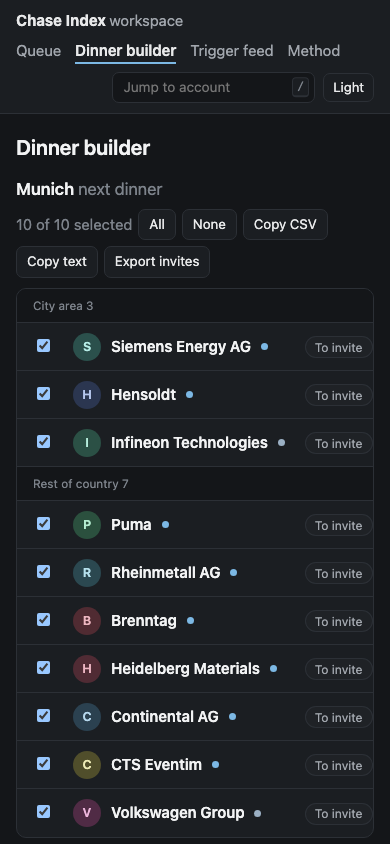 Chase Index workspace
Queue Dinner builder Trigger feed Method
Jump to account / Light
Dinner builder
Munich next dinner
10 of 10 selected All None Copy CSV
Copy text Export invites
City area 3
S Siemens Energy AG To invite
H Hensoldt To invite
I Infineon Technologies To invite
Rest of country 7
P Puma To invite
R Rheinmetall AG To invite
B Brenntag To invite
H Heidelberg Materials To invite
C Continental AG To invite
C CTS Eventim To invite
V Volkswagen Group To invite